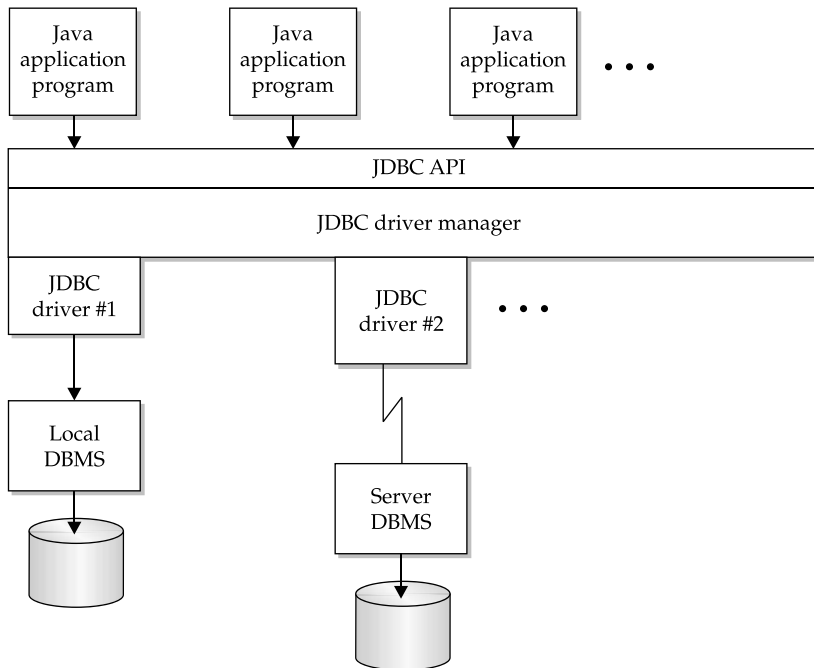 Java
application
program
Java
application
program
Java
application
program
JDBC API
JDBC driver manager
JDBC
driver #1
JDBC
driver #2
Local
DBMS
Server
DBMS